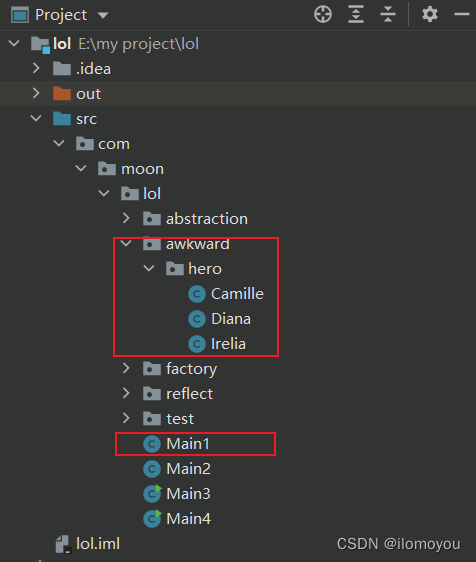 Project
lol E:\my project\lol
.idea
out
src
com
moon
lol
abstraction
awkward
hero
C Camille
C Diana
C Irelia
factory
reflect
test
C Main1
C Main2
C Main3
C Main4
lol.iml
CSDN @ilomoyou